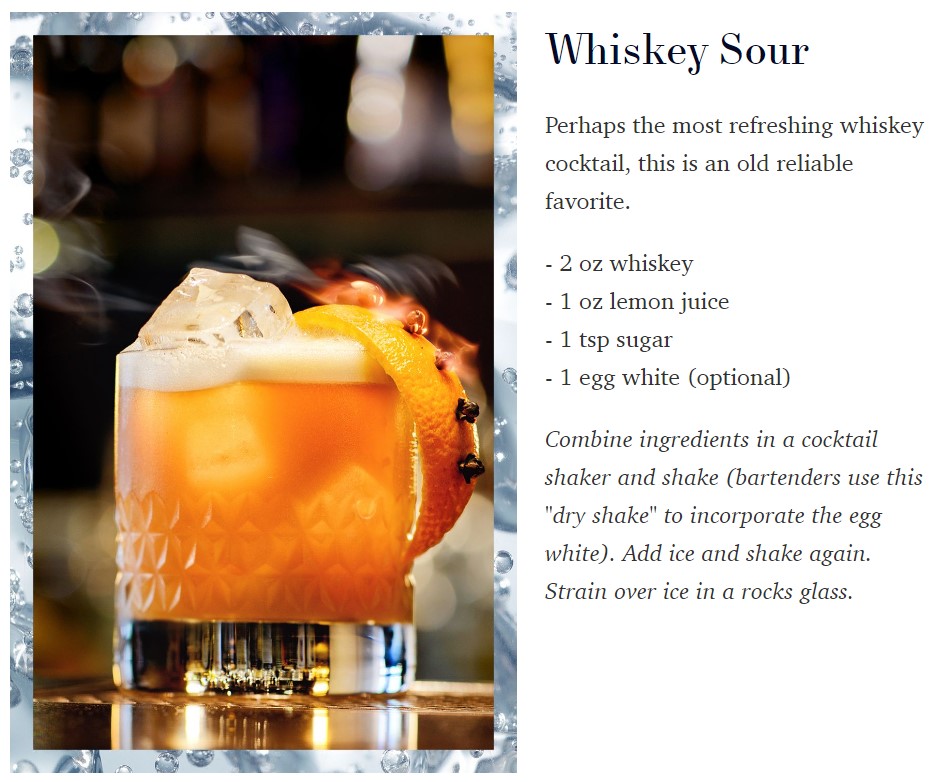 Whiskey Sour
Perhaps the most refreshing whiskey
cocktail, this is an old reliable
favorite.
- 2 oz whiskey
- 1 oz lemon juice
- 1 tsp sugar
- 1 egg white (optional)
Combine ingredients in a cocktail
shaker and shake (bartenders use this
"dry shake" to incorporate the egg
white). Add ice and shake again.
Strain over ice in a rocks glass.